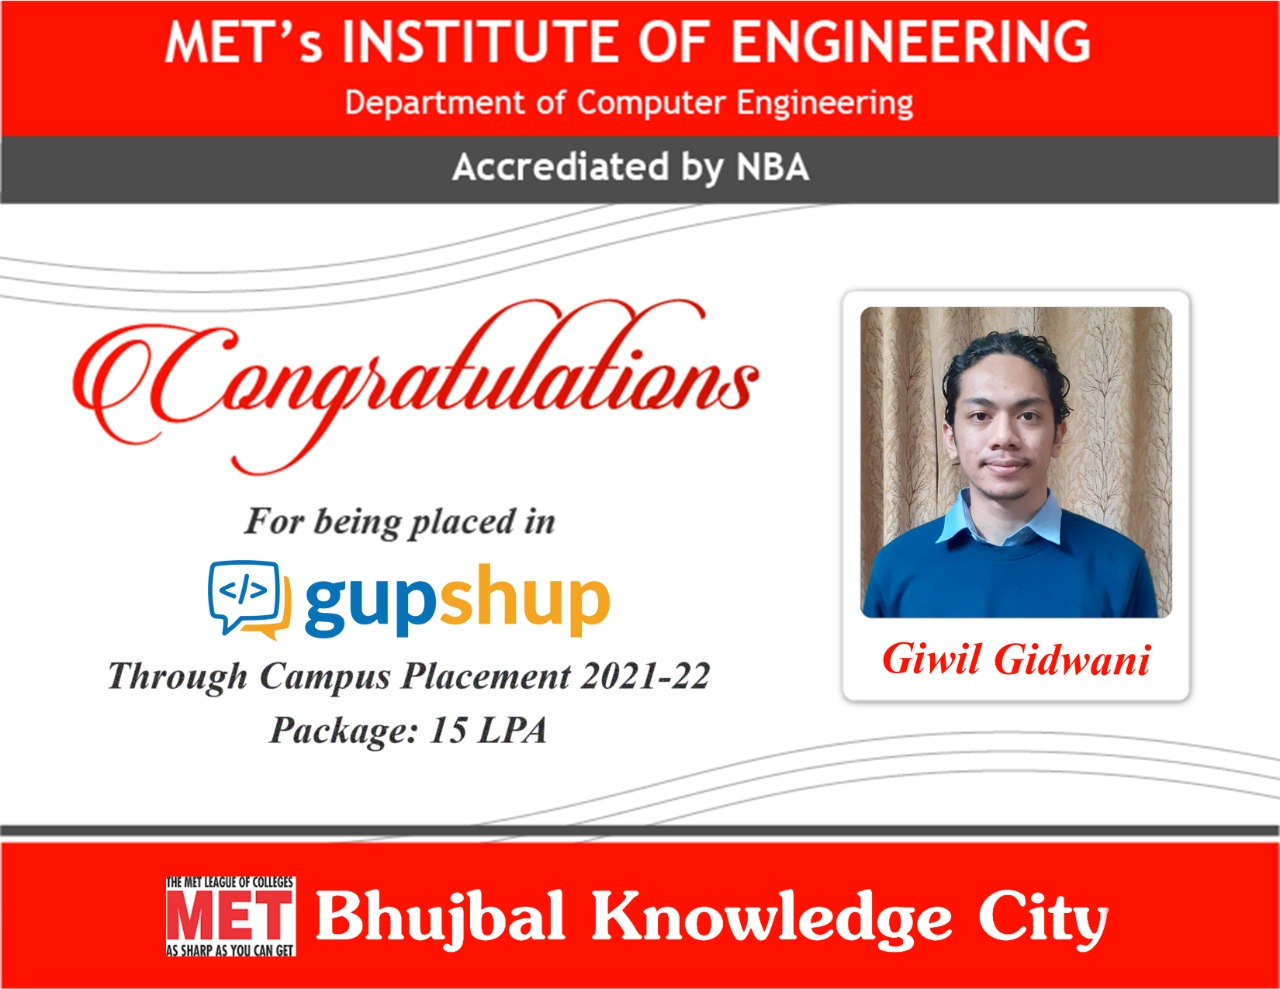 MET's INSTITUTE OF ENGINEERING
Department of Computer Engineering
Accrediated by NBA
Congratulations
For being placed in
</> gupshup
Through Campus Placement 2021-22
Package: 15 LPA
Giwil Gidwani
THE MET LEAGUE OF COLLEGES
MET
AS SHARP AS YOU CAN GET
Bhujbal Knowledge City